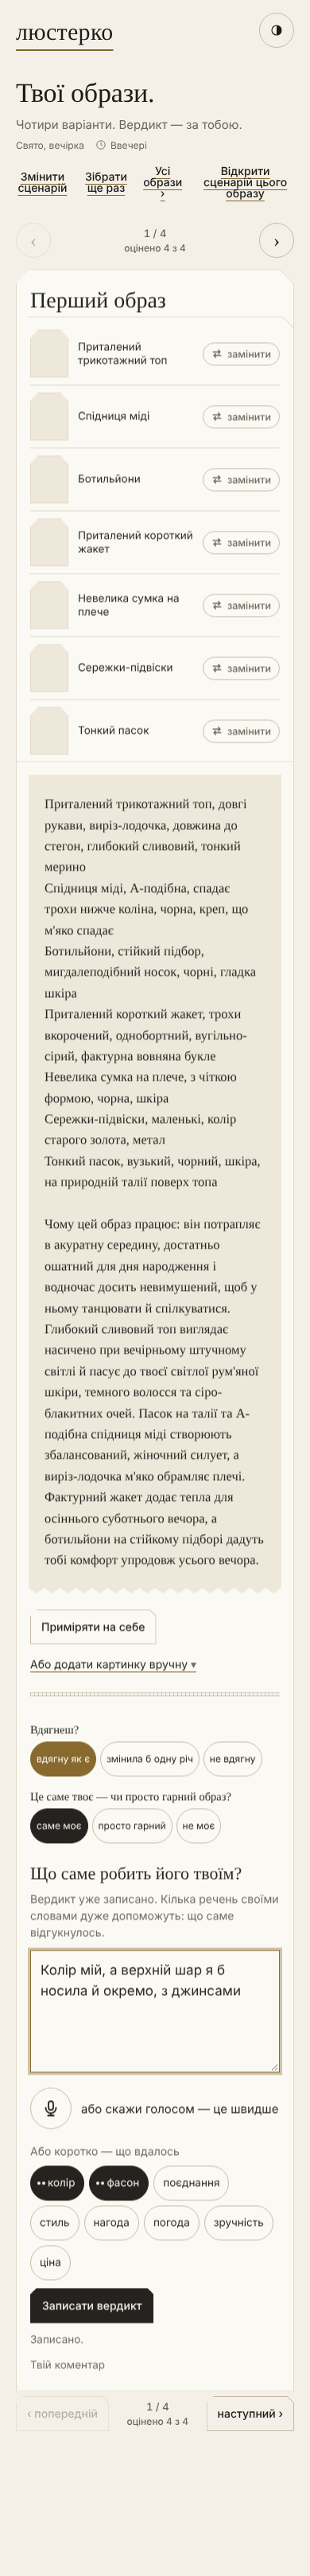 люстерко
Твої образи.
Чотири варіанти. Вердикт — за тобою.
Свято, вечірка Ввечері
Змінити
сценарій
Зібрати
ще раз
Усі
образи
›
Відкрити
сценарій цього
образу
‹
1 / 4
оцінено 4 з 4
›
Перший образ
Приталений
трикотажний топ
⇄ замінити
Спідниця міді
⇄ замінити
Ботильйони
⇄ замінити
Приталений короткий
жакет
⇄ замінити
Невелика сумка на
плече
⇄ замінити
Сережки-підвіски
⇄ замінити
Тонкий пасок
⇄ замінити
Приталений трикотажний топ, довгі
рукави, виріз-лодочка, довжина до
стегон, глибокий сливовий, тонкий
мерино
Спідниця міді, А-подібна, спадає
трохи нижче коліна, чорна, креп, що
м'яко спадає
Ботильйони, стійкий підбор,
мигдалеподібний носок, чорні, гладка
шкіра
Приталений короткий жакет, трохи
вкорочений, однобортний, вугільно-
сірий, фактурна вовняна букле
Невелика сумка на плече, з чіткою
формою, чорна, шкіра
Сережки-підвіски, маленькі, колір
старого золота, метал
Тонкий пасок, вузький, чорний, шкіра,
на природній талії поверх топа
Чому цей образ працює: він потрапляє
в акуратну середину, достатньо
ошатний для дня народження і
водночас досить невимушений, щоб у
ньому танцювати й спілкуватися.
Глибокий сливовий топ виглядає
насичено при вечірньому штучному
світлі й пасує до твоєї світлої рум'яної
шкіри, темного волосся та сіро-
блакитних очей. Пасок на талії та А-
подібна спідниця міді створюють
збалансований, жіночний силует, а
виріз-лодочка м'яко обрамляє плечі.
Фактурний жакет додає тепла для
осіннього суботнього вечора, а
ботильйони на стійкому підборі дадуть
тобі комфорт упродовж усього вечора.
Приміряти на себе
Або додати картинку вручну ▾
Вдягнеш?
вдягну як є
змінила б одну річ
не вдягну
Це саме твоє — чи просто гарний образ?
саме моє
просто гарний
не моє
Що саме робить його твоїм?
Вердикт уже записано. Кілька речень своїми
словами дуже допоможуть: що саме
відгукнулось.
Колір мій, а верхній шар я б
носила й окремо, з джинсами
або скажи голосом — це швидше
Або коротко — що вдалось
•• колір
•• фасон
поєднання
стиль
нагода
погода
зручність
ціна
Записати вердикт
Записано.
Твій коментар
‹ попередній
1 / 4
оцінено 4 з 4
наступний ›